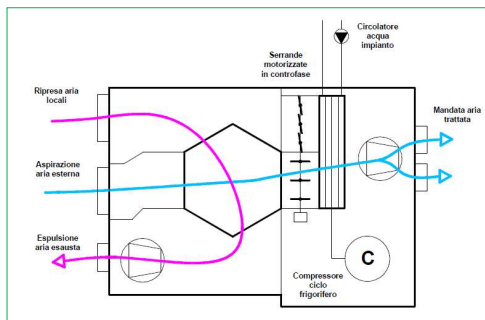 Circolatore
acqua
impianto
Serrande
motorizzate
in controfase
Ripresa aria
locali
Mandata aria
trattata
Aspirazione
aria esterna
Espulsione
aria esausta
Compressore
ciclo
frigorifero
C